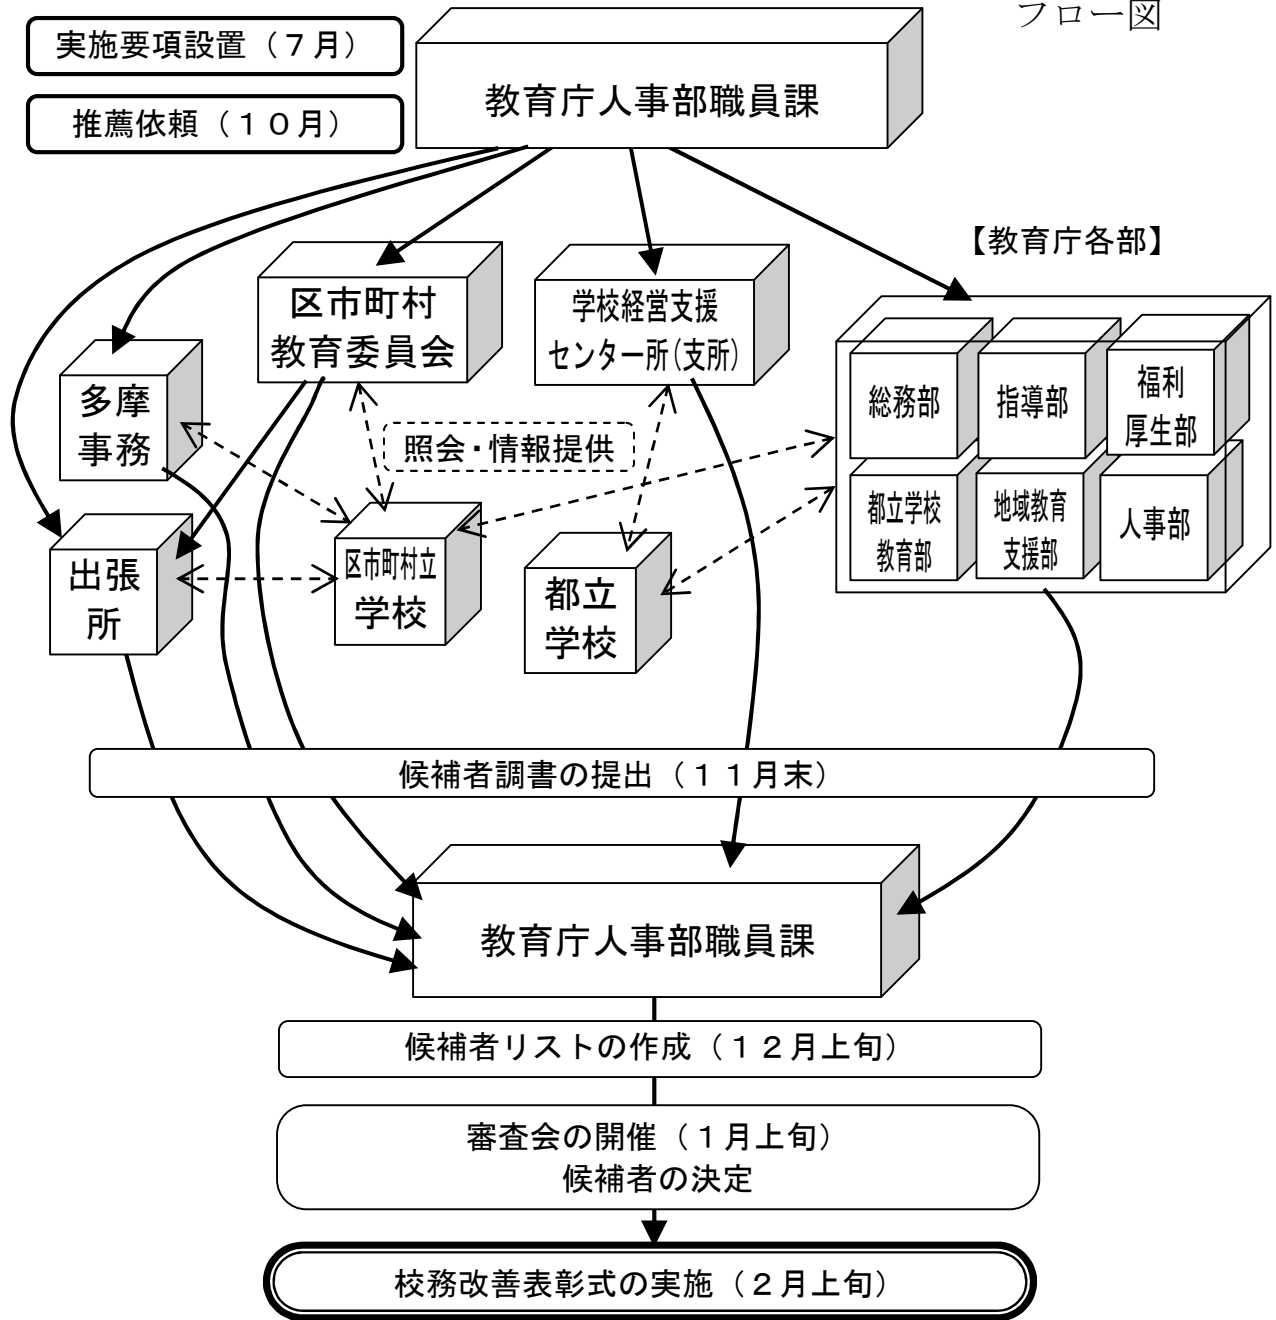 フロー図
実施要項設置（７月）
推薦依頼（１０月）
教育庁人事部職員課
【教育庁各部】
区市町村
教育委員会
学校経営支援
センター所(支所)
多摩
事務
総務部
指導部
福利
厚生部
照会・情報提供
都立学校
教育部
地域教育
支援部
人事部
出張
所
区市町村立
学校
都立
学校
候補者調書の提出（１１月末）
教育庁人事部職員課
候補者リストの作成（１２月上旬）
審査会の開催（１月上旬）
候補者の決定
校務改善表彰式の実施（２月上旬）